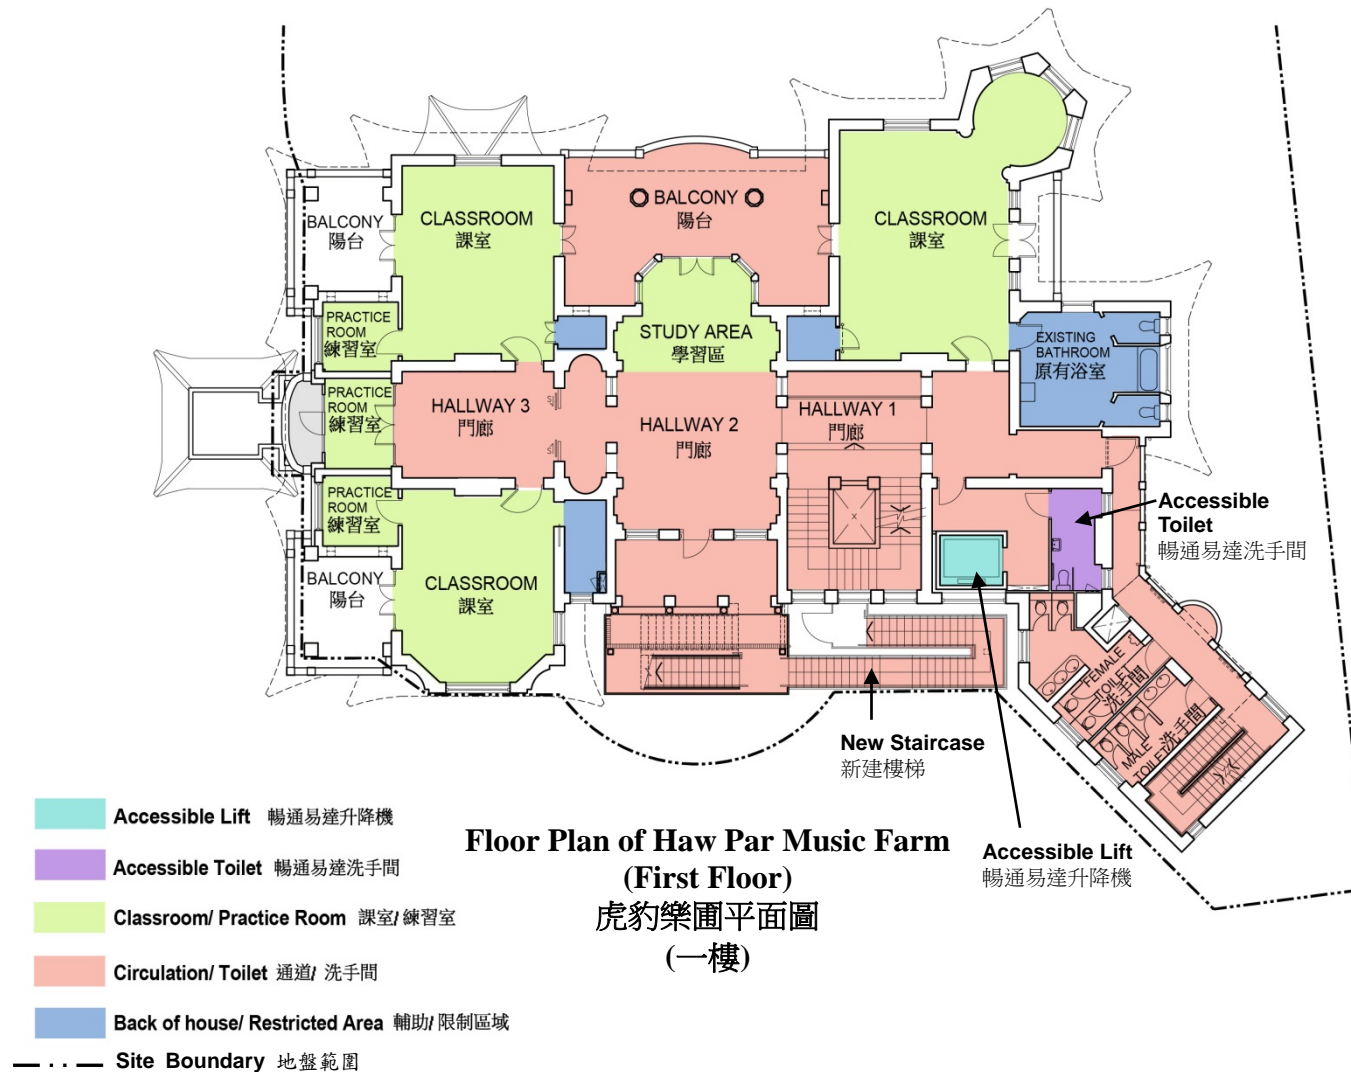 BALCONY
陽台
CLASSROOM
課室
BALCONY
陽台
CLASSROOM
課室
PRACTICE
ROOM
練習室
STUDY AREA
學習區
EXISTING
BATHROOM
原有浴室
PRACTICE
ROOM
練習室
HALLWAY 3
門廊
HALLWAY 2
門廊
HALLWAY 1
門廊
PRACTICE
ROOM
練習室
Accessible
Toilet
暢通易達洗手間
BALCONY
陽台
CLASSROOM
課室
FEMALE
TOILET
洗手間
MALE
TOILET
洗手間
New Staircase
新建樓梯
Accessible Lift
暢通易達升降機
Accessible Lift 暢通易達升降機
Accessible Toilet 暢通易達洗手間
Classroom/ Practice Room 課室/ 練習室
Circulation/ Toilet 通道/ 洗手間
Back of house/ Restricted Area 輔助/ 限制區域
Site Boundary 地盤範圍
Floor Plan of Haw Par Music Farm
(First Floor)
虎豹樂圃平面圖
(一樓)